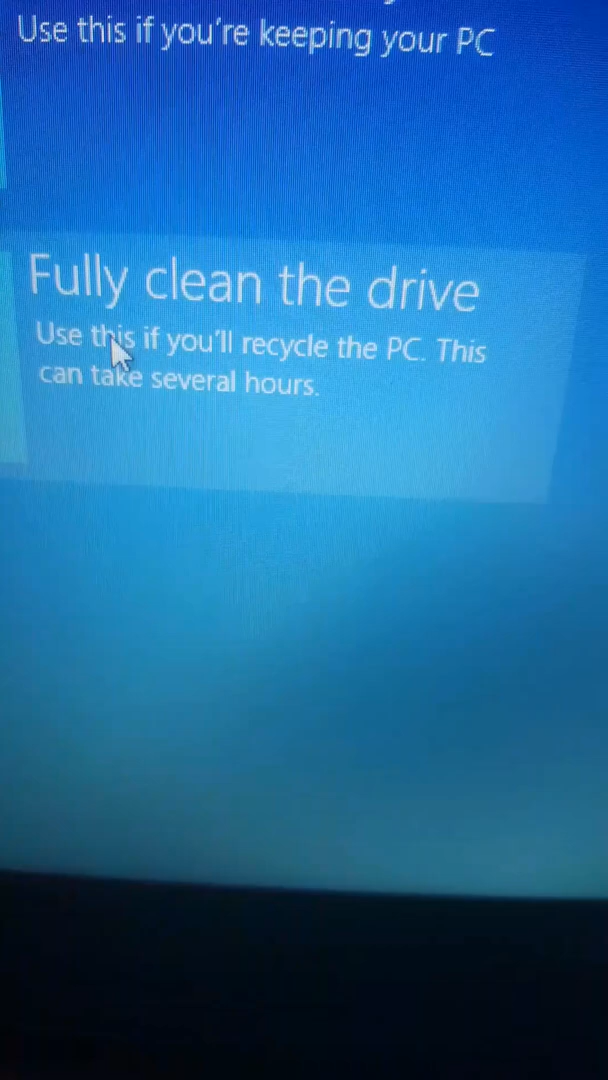 Use this if you're keeping your PC
Fully clean the drive
Use this if you'll recycle the PC. This
can take several hours.